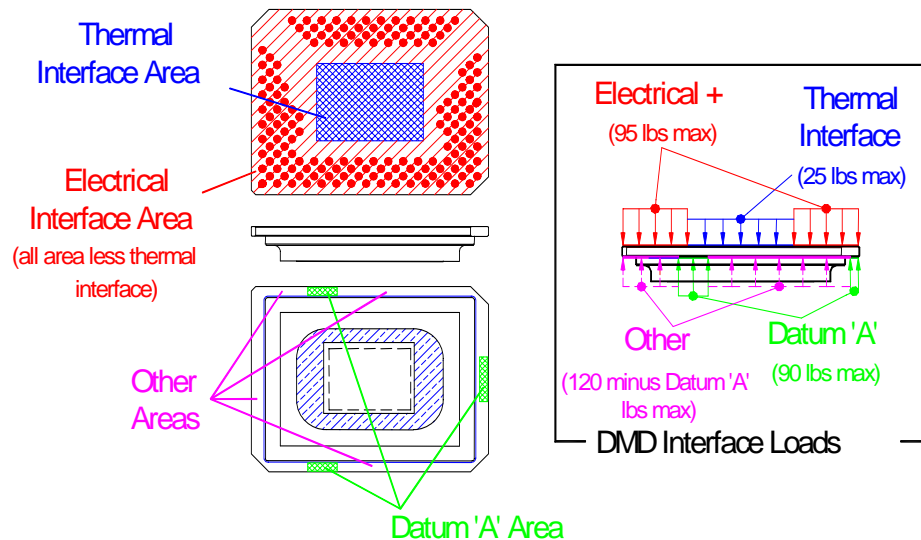 Thermal
Interface Area
Electrical
Interface Area
(all area less thermal
interface)
Other
Areas
Datum 'A' Area
Electrical +
(95 lbs max)
Thermal
Interface
(25 lbs max)
Other
(120 minus Datum 'A'
lbs max)
Datum 'A'
(90 lbs max)
DMD Interface Loads